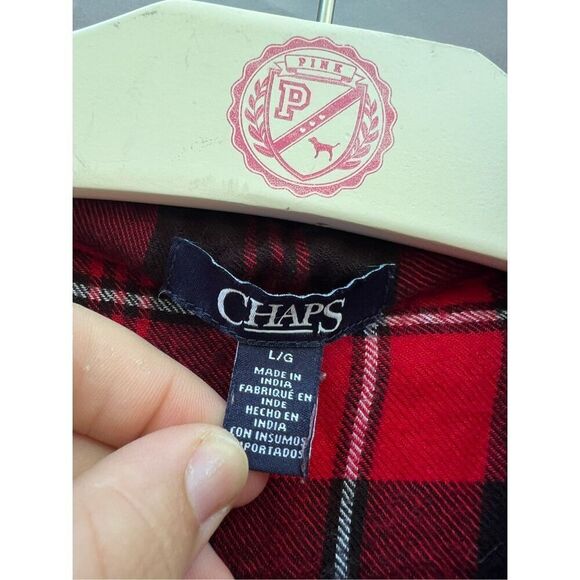 PINK
P
CHAPS
L/G
MADE IN
INDIA
FABRIQUÉ EN
INDE
HECHO EN
INDIA
CON INSUMOS
IMPORTADOS